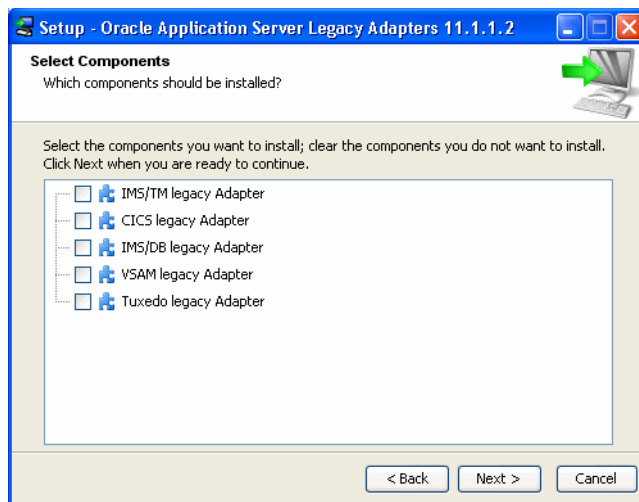 Setup - Oracle Application Server Legacy Adapters 11.1.1.2
Select Components
Which components should be installed?
Select the components you want to install; clear the components you do not want to install.
Click Next when you are ready to continue.
IMS/TM legacy Adapter
CICS legacy Adapter
IMS/DB legacy Adapter
VSAM legacy Adapter
Tuxedo legacy Adapter
< Back
Next >
Cancel